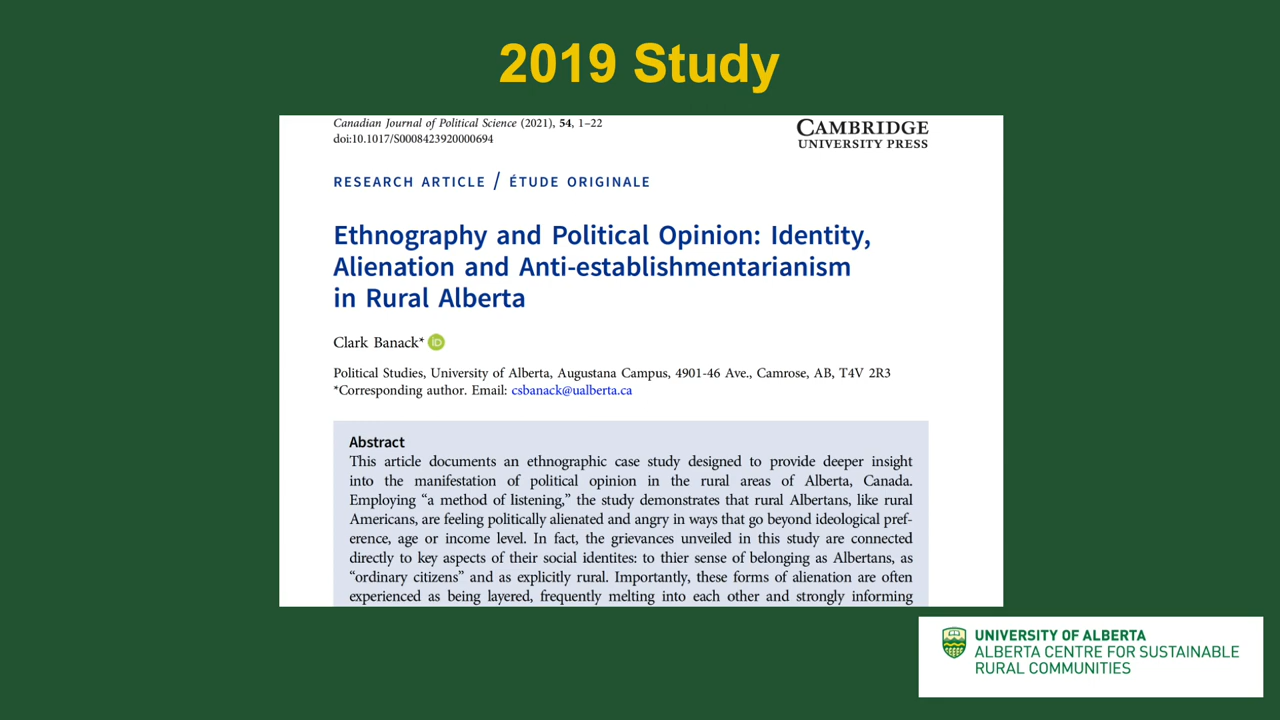 2019 Study
Canadian Journal of Political Science (2021), 54, 1–22
doi:10.1017/S0008423920000694
CAMBRIDGE
UNIVERSITY PRESS
RESEARCH ARTICLE / ÉTUDE ORIGINALE
Ethnography and Political Opinion: Identity,
Alienation and Anti-establishmentarianism
in Rural Alberta
Clark Banack* iD
Political Studies, University of Alberta, Augustana Campus, 4901-46 Ave., Camrose, AB, T4V 2R3
*Corresponding author. Email: csbanack@ualberta.ca
Abstract
This article documents an ethnographic case study designed to provide deeper insight
into the manifestation of political opinion in the rural areas of Alberta, Canada.
Employing “a method of listening,” the study demonstrates that rural Albertans, like rural
Americans, are feeling politically alienated and angry in ways that go beyond ideological pref-
erence, age or income level. In fact, the grievances unveiled in this study are connected
directly to key aspects of their social identites: to thier sense of belonging as Albertans, as
“ordinary citizens” and as explicitly rural. Importantly, these forms of alienation are often
experienced as being layered, frequently melting into each other and strongly informing
UNIVERSITY OF ALBERTA
ALBERTA CENTRE FOR SUSTAINABLE
RURAL COMMUNITIES